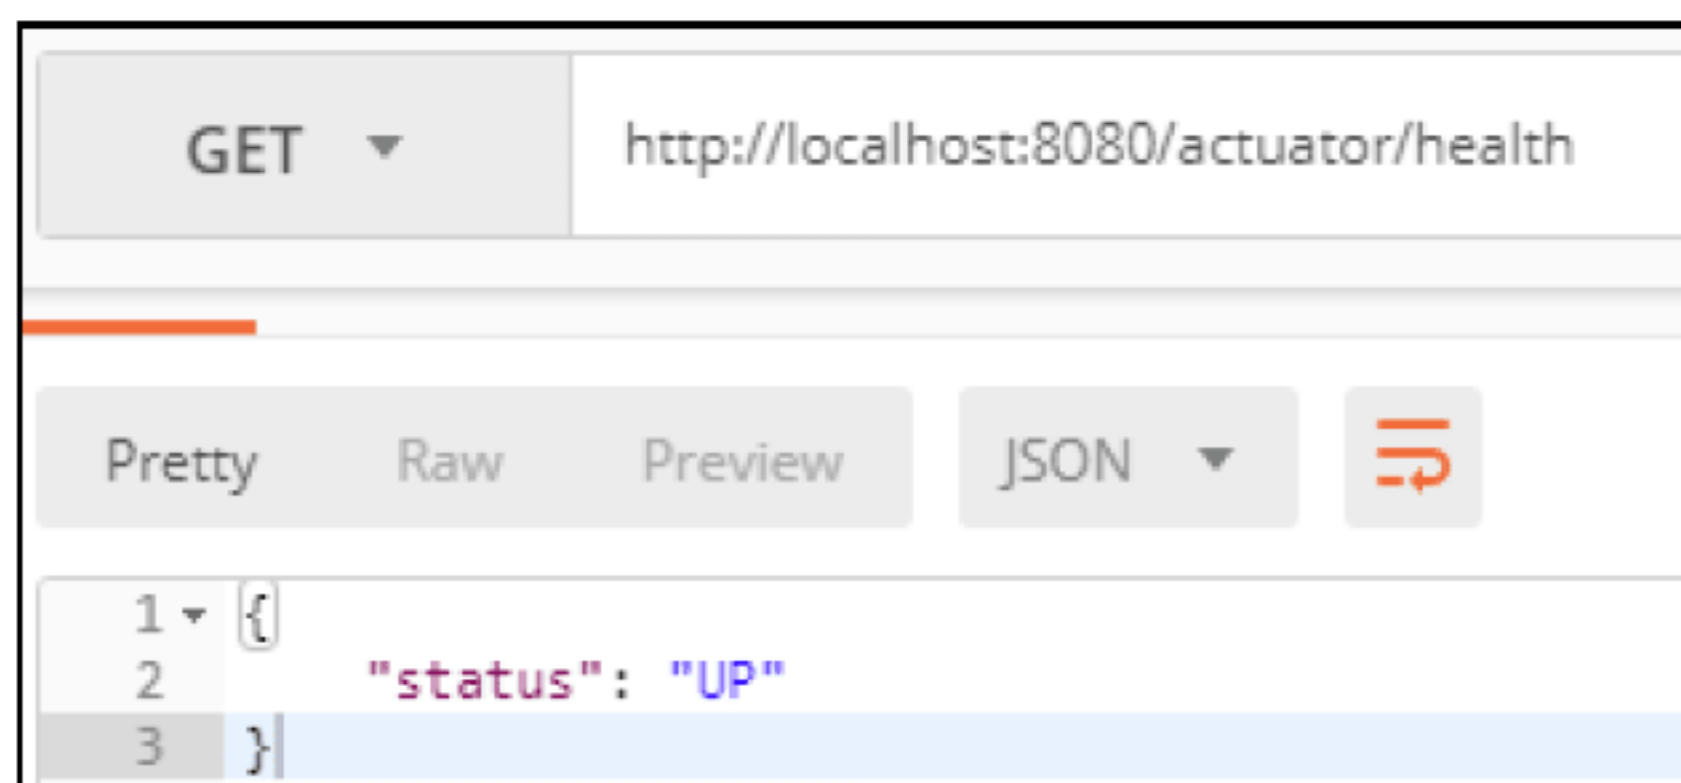 GET http://localhost:8080/actuator/health
Pretty Raw Preview JSON
1 {
2 "status": "UP"
3 }